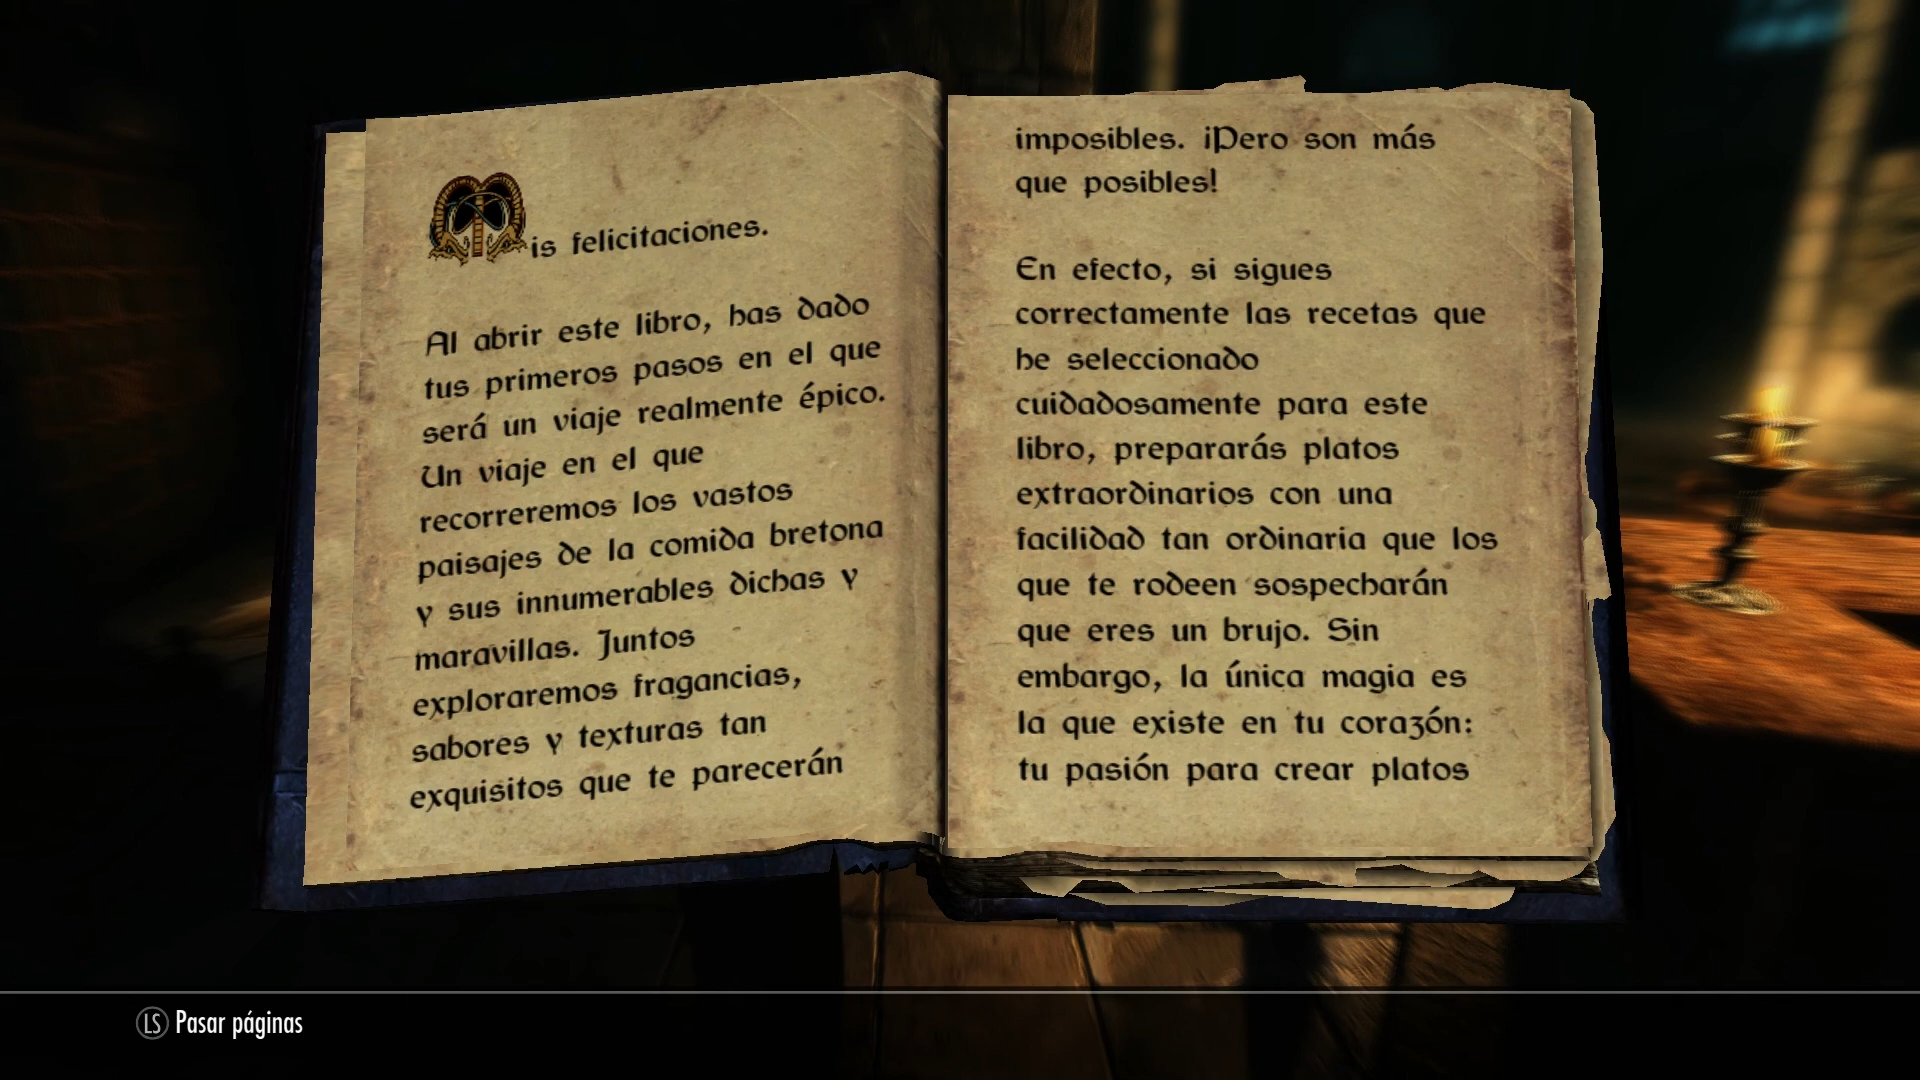 Mis felicitaciones.
Al abrir este libro, has dado
tus primeros pasos en el que
será un viaje realmente épico.
Un viaje en el que
recorreremos los vastos
paisajes de la comida bretona
y sus innumerables dichas y
maravillas. Juntos
exploraremos fragancias,
sabores y texturas tan
exquisitos que te parecerán
imposibles. ¡Pero son más
que posibles!
En efecto, si sigues
correctamente las recetas que
he seleccionado
cuidadosamente para este
libro, prepararás platos
extraordinarios con una
facilidad tan ordinaria que los
que te rodeen sospecharán
que eres un brujo. Sin
embargo, la única magia es
la que existe en tu corazón:
tu pasión para crear platos
LS Pasar páginas